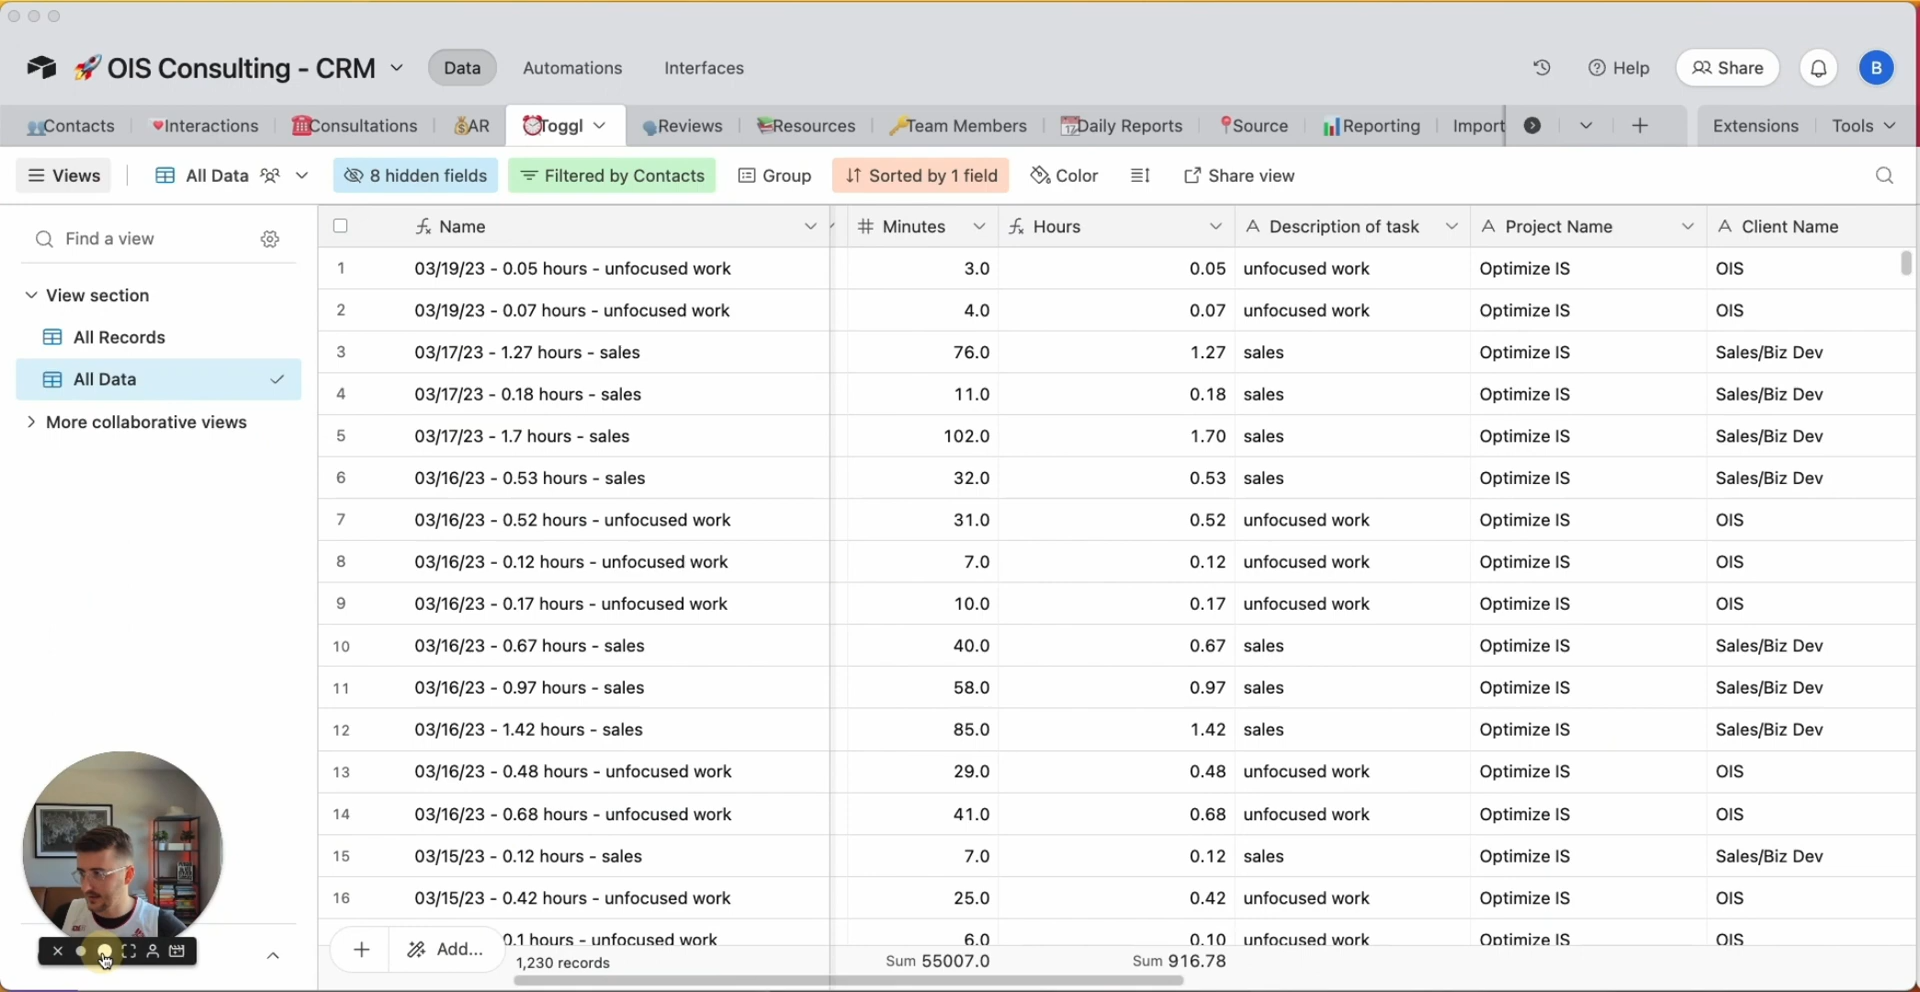 🚀 OIS Consulting - CRM Data Automations Interfaces Help Share B
Contacts Interactions Consultations AR Toggl Reviews Resources Team Members Daily Reports Source Reporting Import Extensions Tools
Views All Data 8 hidden fields Filtered by Contacts Group Sorted by 1 field Color Share view
Find a view
View section
All Records
All Data
More collaborative views
Name Minutes Hours Description of task Project Name Client Name
1 03/19/23 - 0.05 hours - unfocused work 3.0 0.05 unfocused work Optimize IS OIS
2 03/19/23 - 0.07 hours - unfocused work 4.0 0.07 unfocused work Optimize IS OIS
3 03/17/23 - 1.27 hours - sales 76.0 1.27 sales Optimize IS Sales/Biz Dev
4 03/17/23 - 0.18 hours - sales 11.0 0.18 sales Optimize IS Sales/Biz Dev
5 03/17/23 - 1.7 hours - sales 102.0 1.70 sales Optimize IS Sales/Biz Dev
6 03/16/23 - 0.53 hours - sales 32.0 0.53 sales Optimize IS Sales/Biz Dev
7 03/16/23 - 0.52 hours - unfocused work 31.0 0.52 unfocused work Optimize IS OIS
8 03/16/23 - 0.12 hours - unfocused work 7.0 0.12 unfocused work Optimize IS OIS
9 03/16/23 - 0.17 hours - unfocused work 10.0 0.17 unfocused work Optimize IS OIS
10 03/16/23 - 0.67 hours - sales 40.0 0.67 sales Optimize IS Sales/Biz Dev
11 03/16/23 - 0.97 hours - sales 58.0 0.97 sales Optimize IS Sales/Biz Dev
12 03/16/23 - 1.42 hours - sales 85.0 1.42 sales Optimize IS Sales/Biz Dev
13 03/16/23 - 0.48 hours - unfocused work 29.0 0.48 unfocused work Optimize IS OIS
14 03/16/23 - 0.68 hours - unfocused work 41.0 0.68 unfocused work Optimize IS OIS
15 03/15/23 - 0.12 hours - sales 7.0 0.12 sales Optimize IS Sales/Biz Dev
16 03/15/23 - 0.42 hours - unfocused work 25.0 0.42 unfocused work Optimize IS OIS
0.1 hours - unfocused work 6.0 0.10 unfocused work Optimize IS OIS
+ Add...
1,230 records Sum 55007.0 Sum 916.78